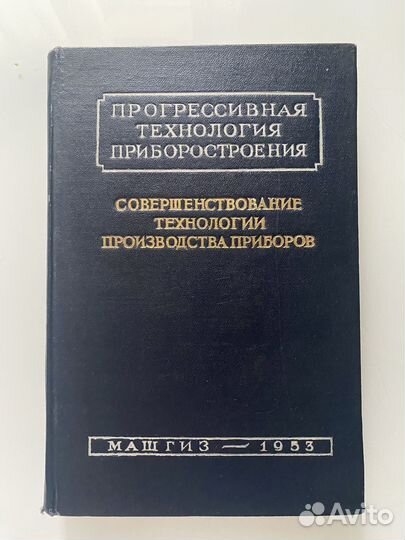 ПРОГРЕССИВНАЯ
ТЕХНОЛОГИЯ
ПРИБОРОСТРОЕНИЯ
СОВЕРШЕНСТВОВАНИЕ
ТЕХНОЛОГИИ
ПРОИЗВОДСТВА ПРИБОРОВ
МАШГИЗ — 1953
Avito